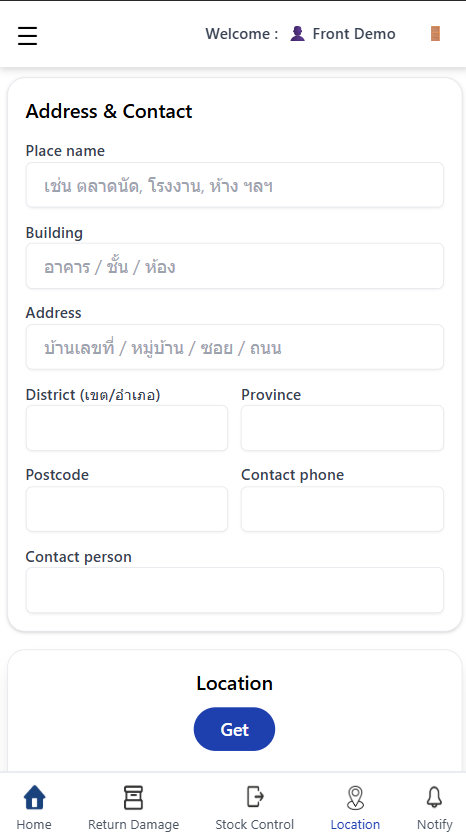 Welcome : Front Demo
Address & Contact
Place name
เช่น ตลาดนัด, โรงงาน, ห้าง ฯลฯ
Building
อาคาร / ชั้น / ห้อง
Address
บ้านเลขที่ / หมู่บ้าน / ซอย / ถนน
District (เขต/อำเภอ) Province
Postcode Contact phone
Contact person
Location
Get
Home Return Damage Stock Control Location Notify